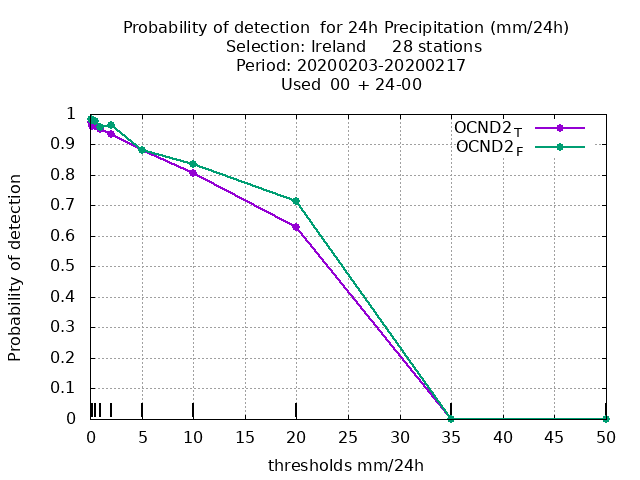 Probability of detection  for 24h Precipitation (mm/24h)
Selection: Ireland     28 stations
Period: 20200203-20200217
Used  00 + 24-00
OCND2T
OCND2F
Probability of detection
1
0.9
0.8
0.7
0.6
0.5
0.4
0.3
0.2
0.1
0
0 5 10 15 20 25 30 35 40 45 50
thresholds mm/24h